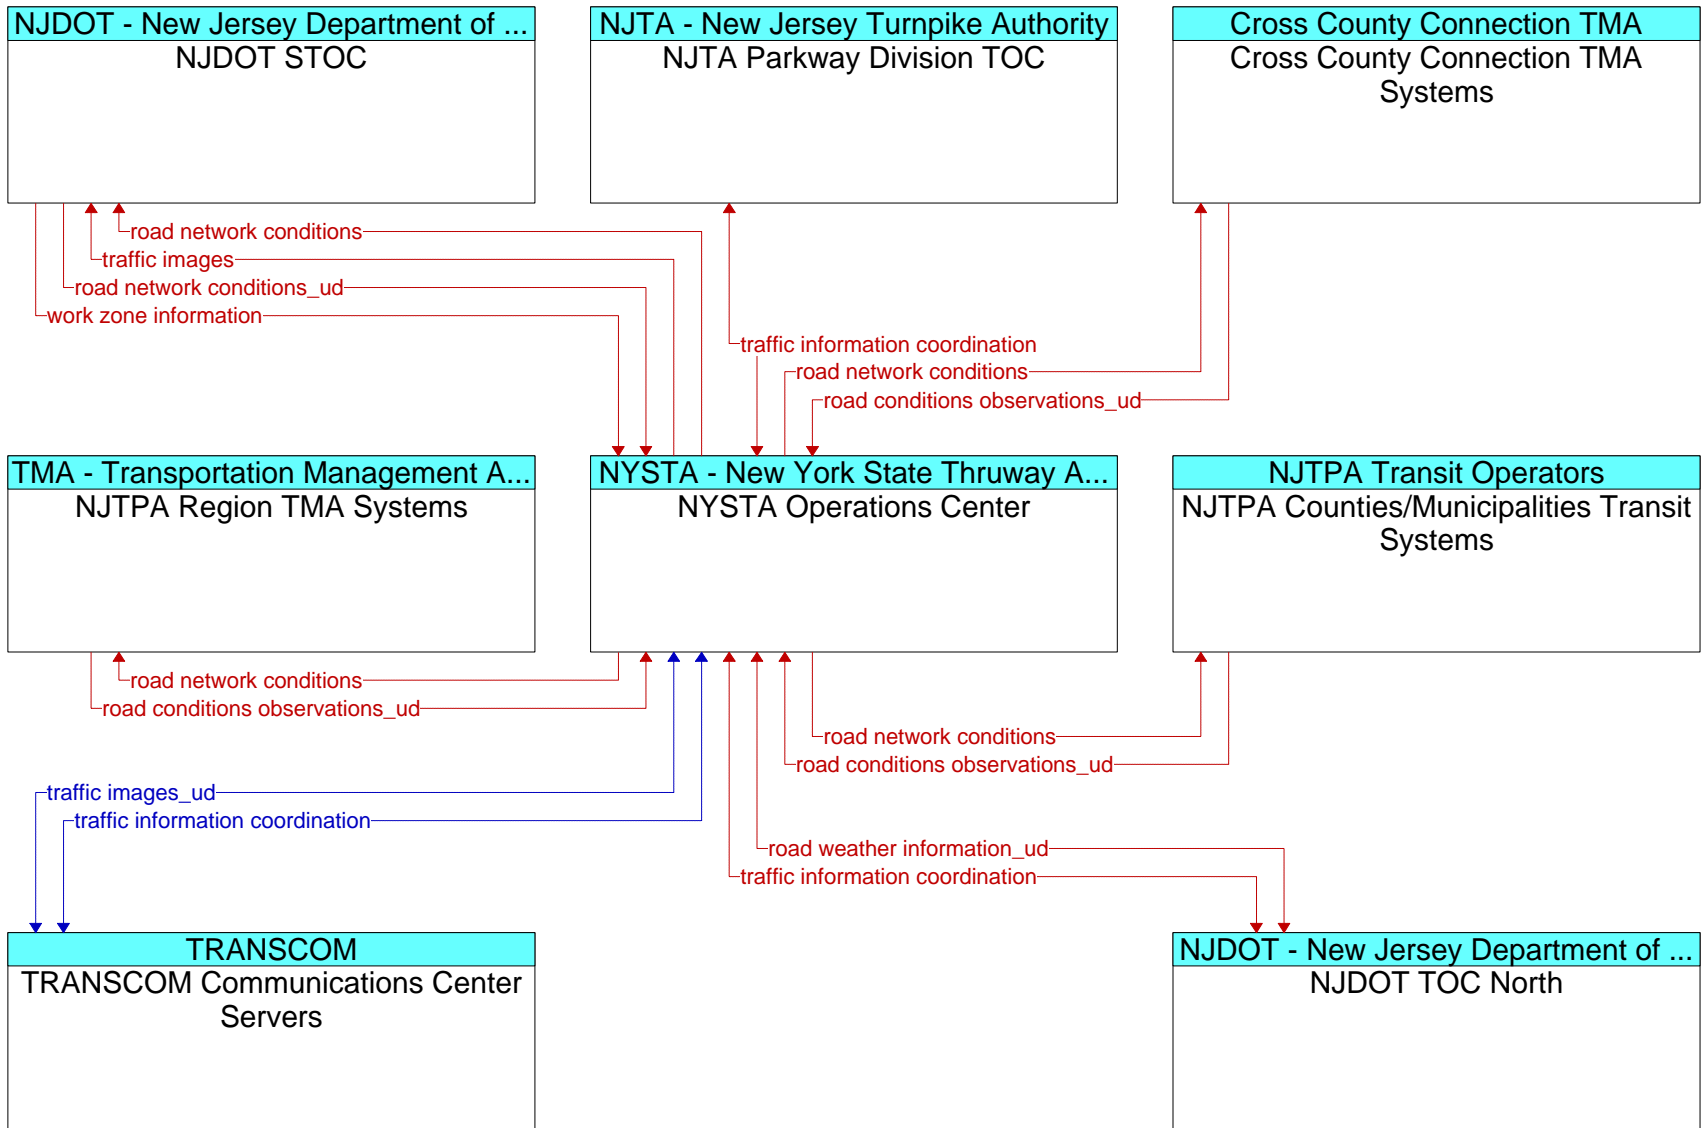 NJDOT - New Jersey Department of ...
NJDOT STOC
NJTA - New Jersey Turnpike Authority
NJTA Parkway Division TOC
Cross County Connection TMA
Cross County Connection TMA
Systems
road network conditions
traffic images
road network conditions_ud
work zone information
traffic information coordination
road network conditions
road conditions observations_ud
TMA - Transportation Management A...
NJTPA Region TMA Systems
NYSTA - New York State Thruway A...
NYSTA Operations Center
NJTPA Transit Operators
NJTPA Counties/Municipalities Transit
Systems
road network conditions
road conditions observations_ud
road network conditions
road conditions observations_ud
traffic images_ud
traffic information coordination
road weather information_ud
traffic information coordination
TRANSCOM
TRANSCOM Communications Center
Servers
NJDOT - New Jersey Department of ...
NJDOT TOC North